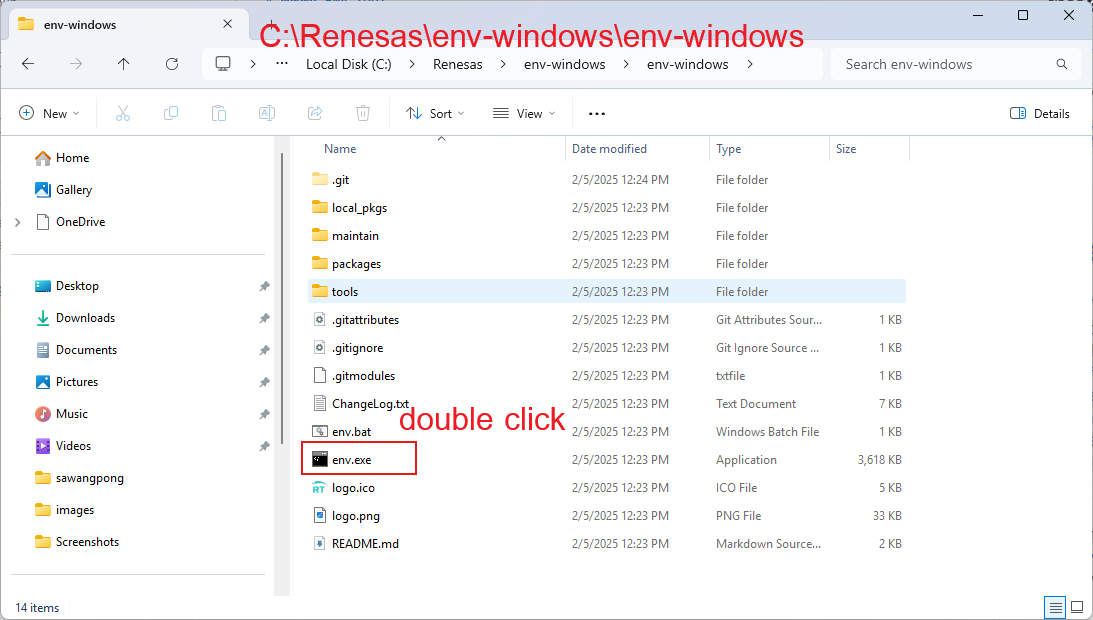 env-windows
C:\Renesas\env-windows\env-windows
Local Disk (C:) Renesas env-windows env-windows
Search env-windows
New Sort View Details
Name Date modified Type Size
Home
Gallery
OneDrive
Desktop
Downloads
Documents
Pictures
Music
Videos
sawangpong
images
Screenshots
.git 2/5/2025 12:24 PM File folder
local_pkgs 2/5/2025 12:23 PM File folder
maintain 2/5/2025 12:23 PM File folder
packages 2/5/2025 12:23 PM File folder
tools 2/5/2025 12:23 PM File folder
.gitattributes 2/5/2025 12:23 PM Git Attributes Sour... 1 KB
.gitignore 2/5/2025 12:23 PM Git Ignore Source ... 1 KB
.gitmodules 2/5/2025 12:23 PM txtfile 1 KB
ChangeLog.txt 2/5/2025 12:23 PM Text Document 7 KB
double click
env.bat 2/5/2025 12:23 PM Windows Batch File 1 KB
env.exe 2/5/2025 12:23 PM Application 3,618 KB
RT logo.ico 2/5/2025 12:23 PM ICO File 5 KB
logo.png 2/5/2025 12:23 PM PNG File 33 KB
README.md 2/5/2025 12:23 PM Markdown Source... 2 KB
14 items